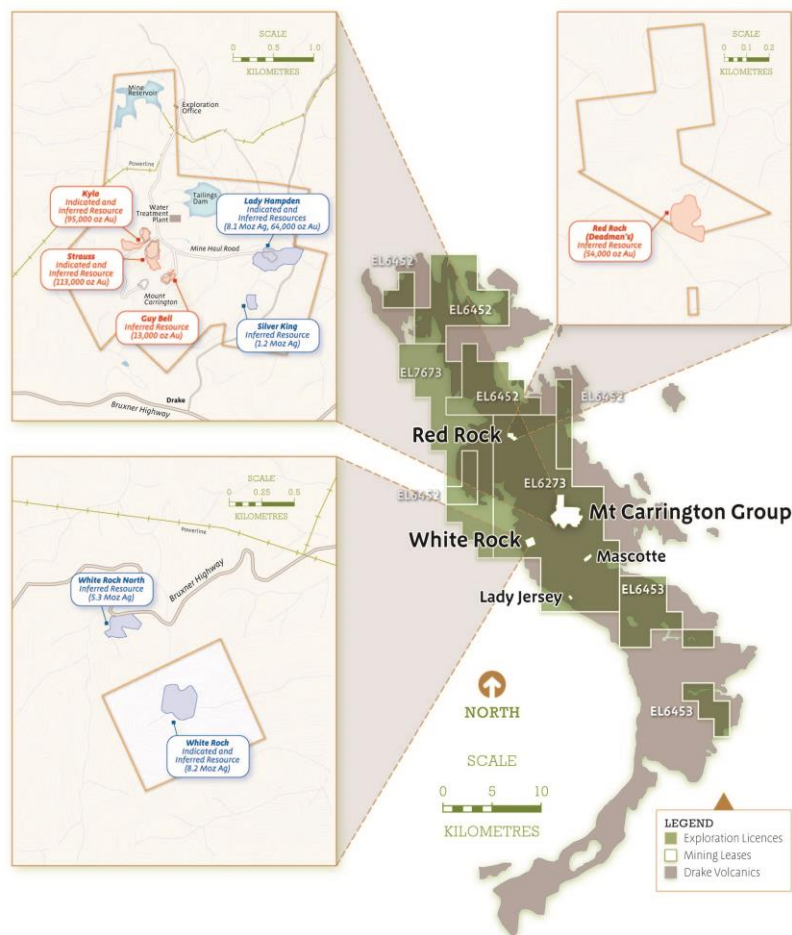 SCALE
0 0.5 1.0
KILOMETRES
Mine
Reservoir
Exploration
Office
Powerline
Kyla
Indicated and
Inferred Resource
(95,000 oz Au)
Tailings
Dam
Water
Treatment
Plant
Lady Hampden
Indicated and
Inferred Resources
(8.1 Moz Ag, 64,000 oz Au)
Strauss
Indicated and
Inferred Resource
(113,000 oz Au)
Mine Haul Road
Mount
Carrington
Guy Bell
Inferred Resource
(13,000 oz Au)
Silver King
Inferred Resource
(1.2 Moz Ag)
Drake
Bruxner Highway
SCALE
0 0.1 0.2
KILOMETRES
Red Rock
(Deadman's)
Inferred Resource
(54,000 oz Au)
SCALE
0 0.25 0.5
KILOMETRES
Powerline
Bruxner Highway
White Rock North
Inferred Resource
(5.3 Moz Ag)
White Rock
Indicated and
Inferred Resource
(8.2 Moz Ag)
EL6452
EL6452
EL7673
EL6452
EL6452
Red Rock
EL6452
EL6273
Mt Carrington Group
White Rock
Mascotte
Lady Jersey
EL6453
EL6453
NORTH
SCALE
0 5 10
KILOMETRES
LEGEND
Exploration Licences
Mining Leases
Drake Volcanics